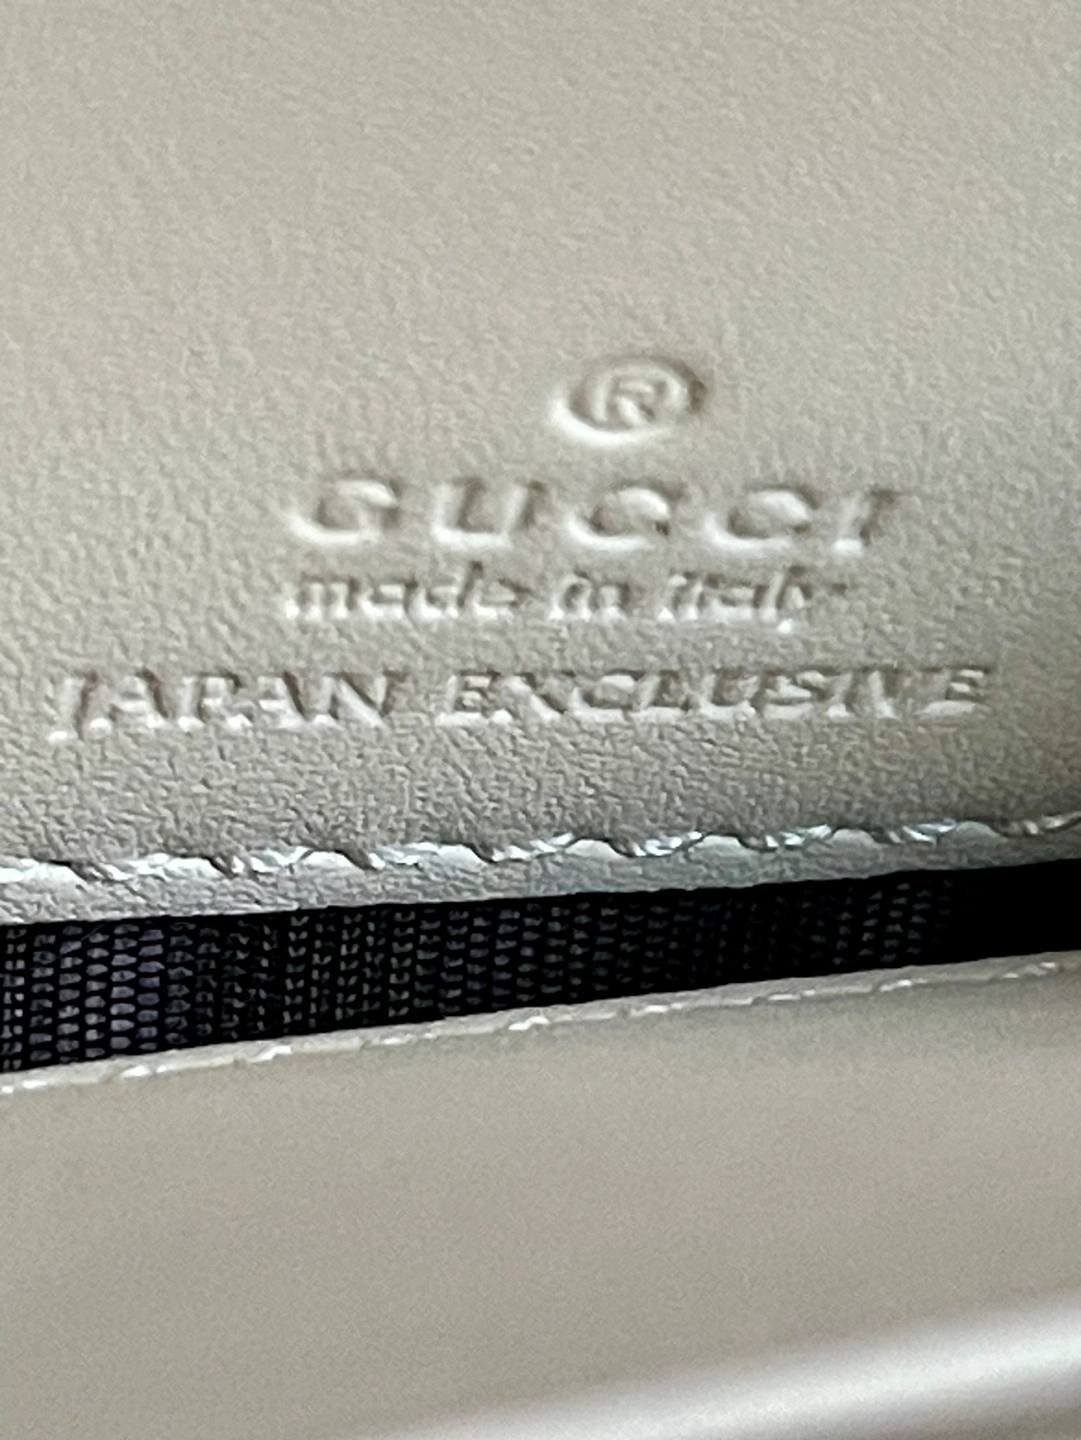 ®
GUCCI
made in italy
JAPAN EXCLUSIVE